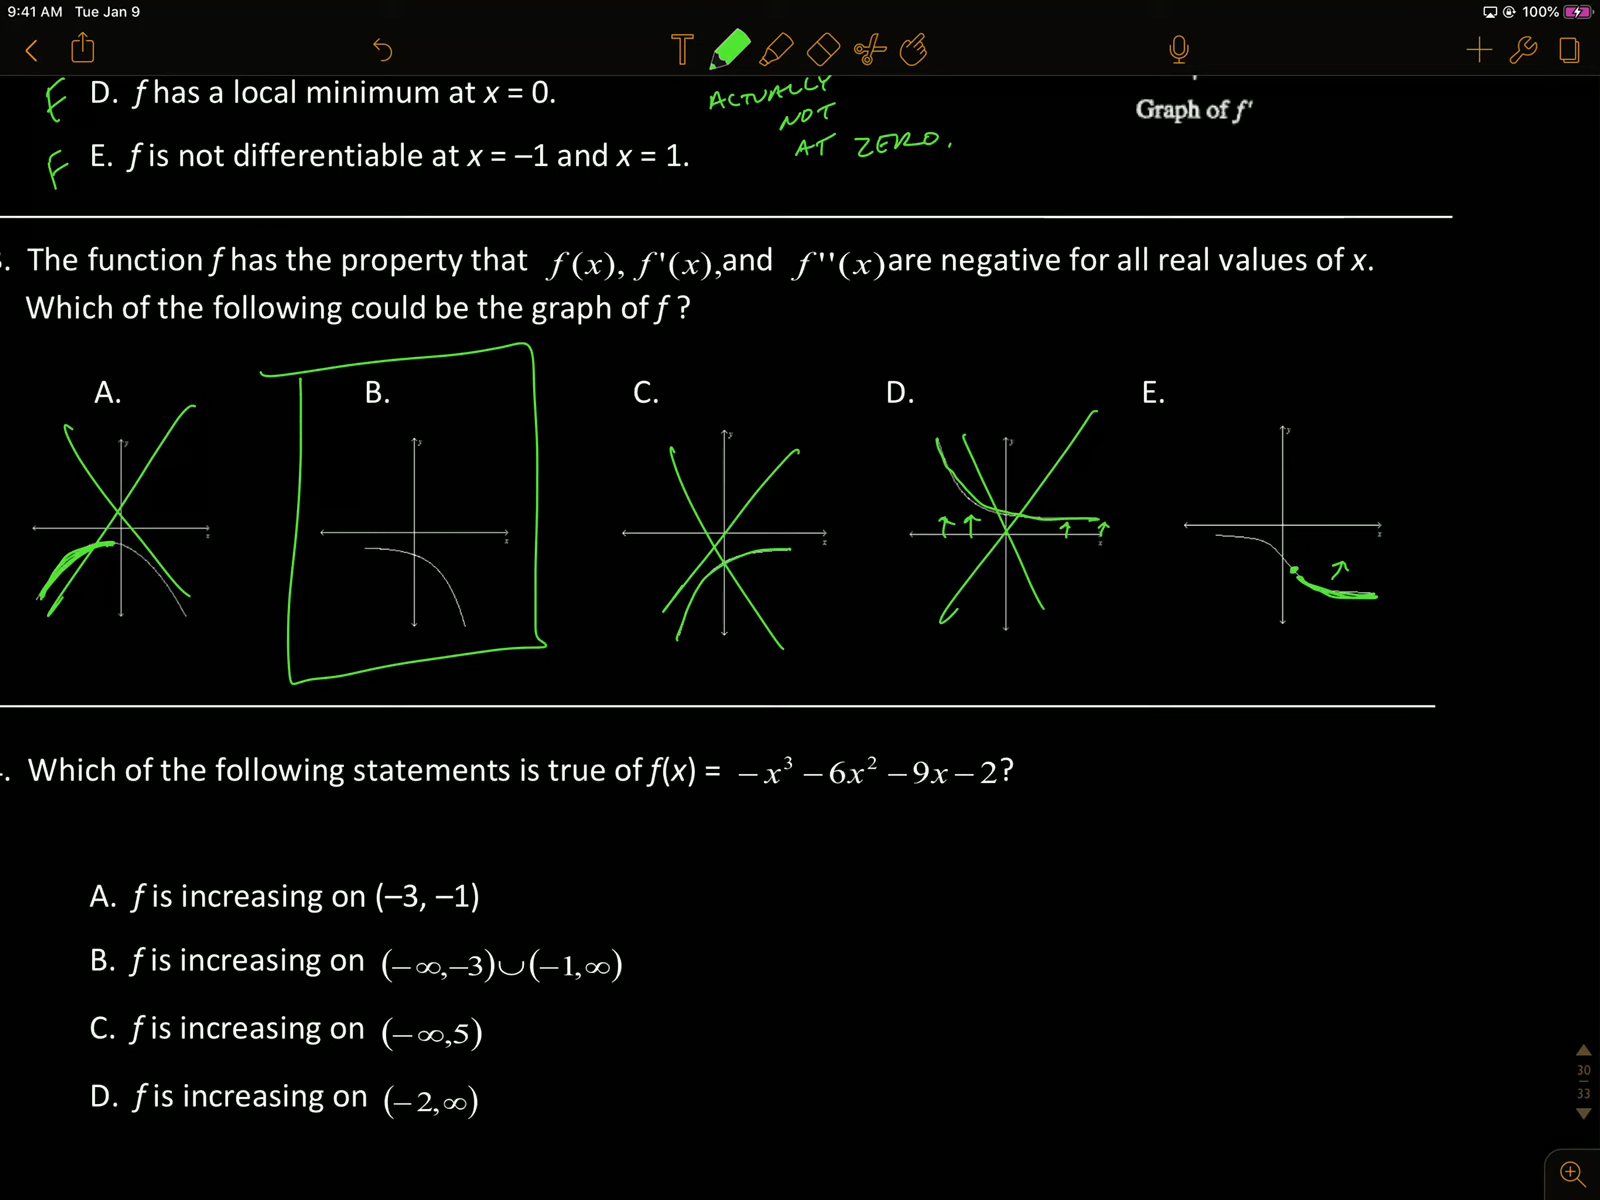 9:41 AM Tue Jan 9
100%
T
F D. f has a local minimum at x = 0.
ACTUALLY
NOT
AT ZERO.
Graph of f'
F E. f is not differentiable at x = –1 and x = 1.
. The function f has the property that f(x), f'(x),and f''(x)are negative for all real values of x.
Which of the following could be the graph of f ?
A. B. C. D. E.
y y y y y
x x x x x
. Which of the following statements is true of f(x) = −x³ − 6x² − 9x − 2?
A. f is increasing on (–3, –1)
B. f is increasing on (−∞,−3)∪(−1,∞)
C. f is increasing on (−∞,5)
D. f is increasing on (−2,∞)
30
33